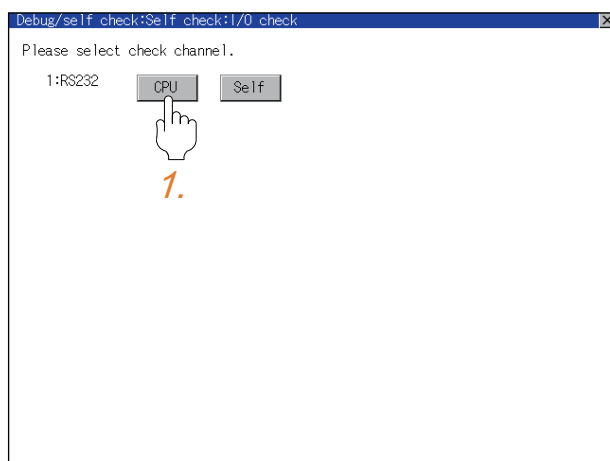 Debug/self check:Self check:I/O check
Please select check channel.
1:RS232 CPU Self
1.